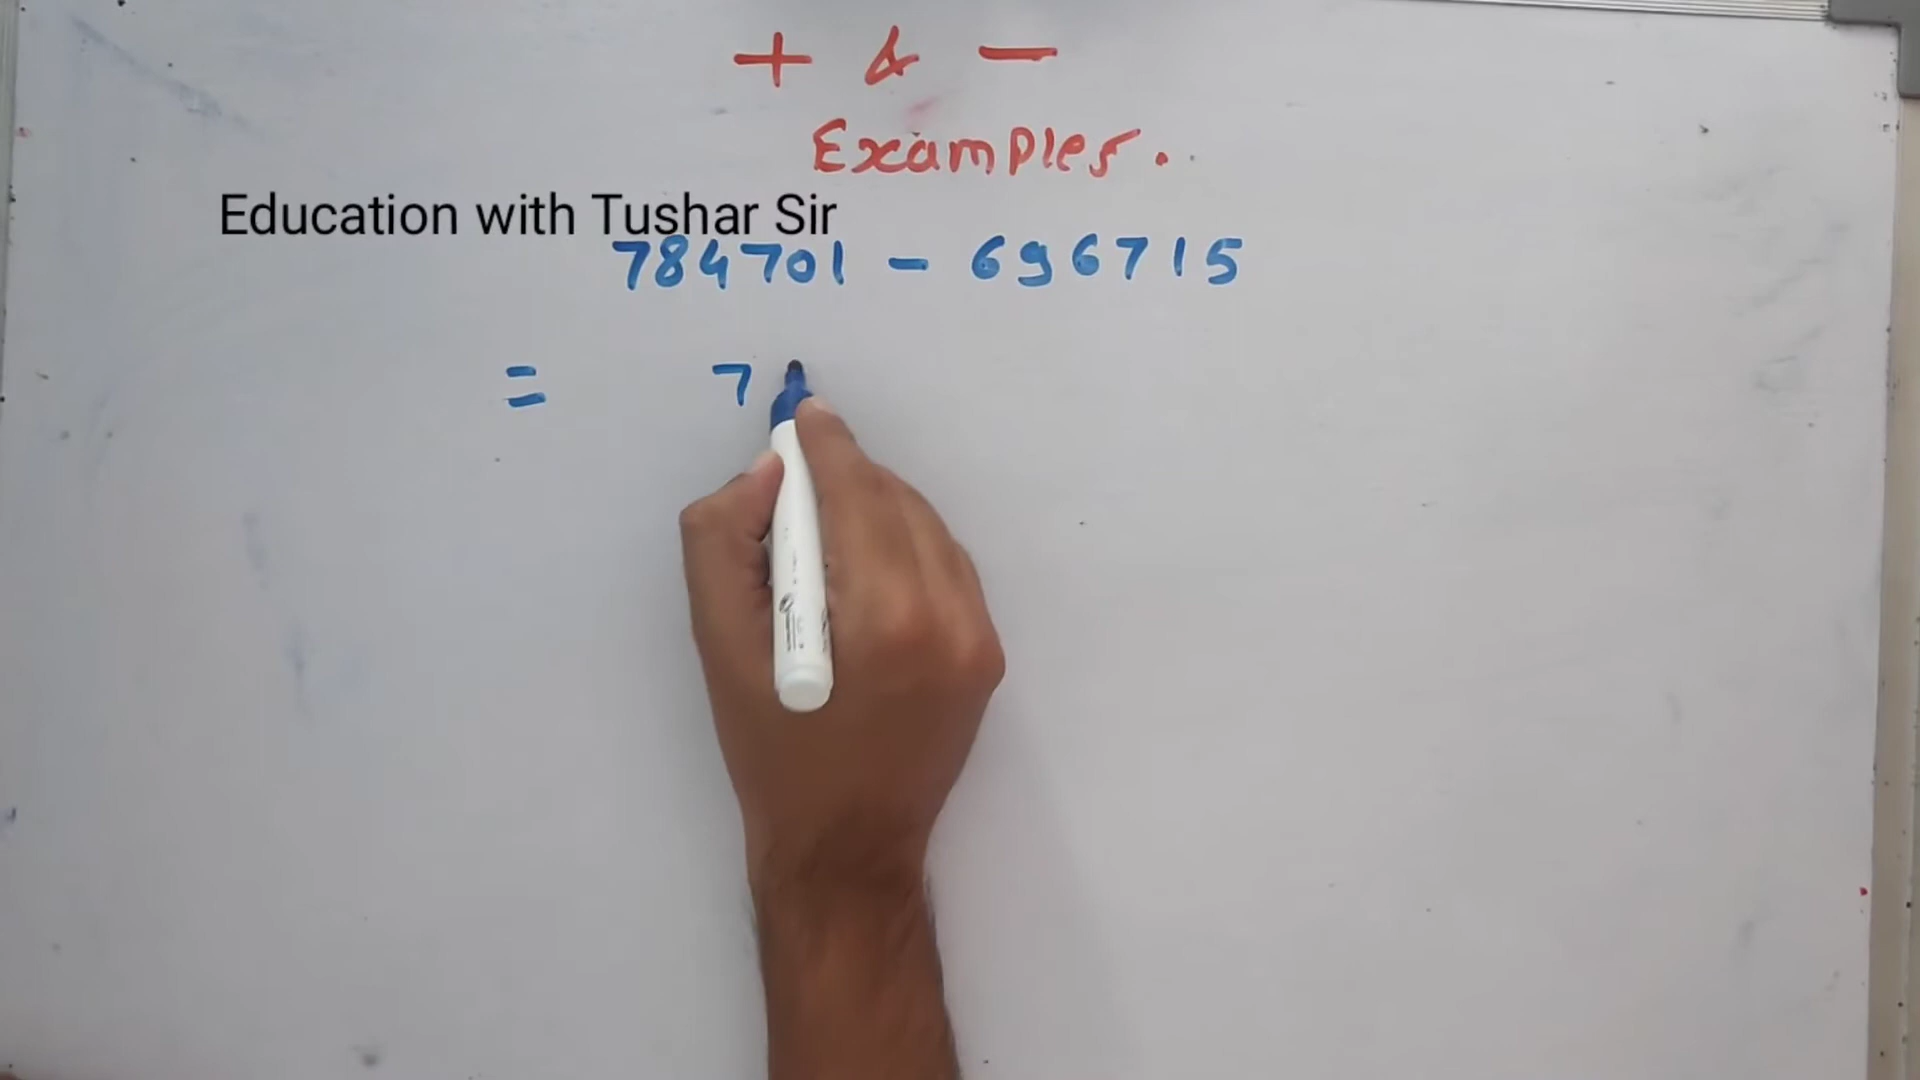 + & -
Examples.
Education with Tushar Sir
784701 - 696715
= 7